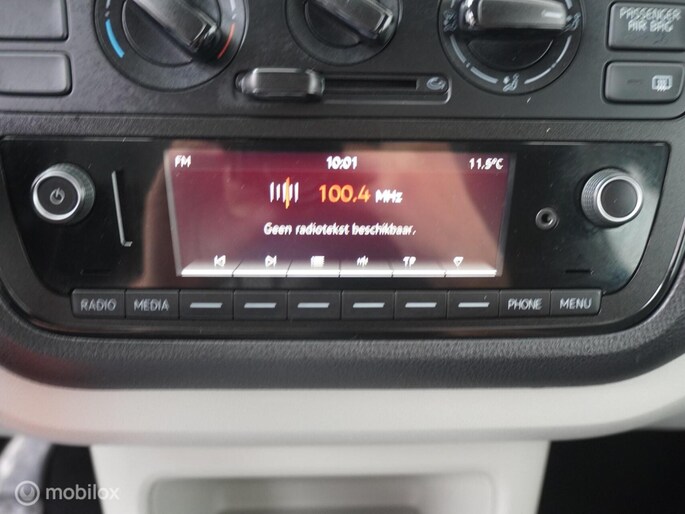 PASSENGER
AIR BAG
FM
10:01
11.5°C
100.4 MHz
Geen radiotekst beschikbaar.
TP
RADIO
MEDIA
PHONE
MENU
mobilox